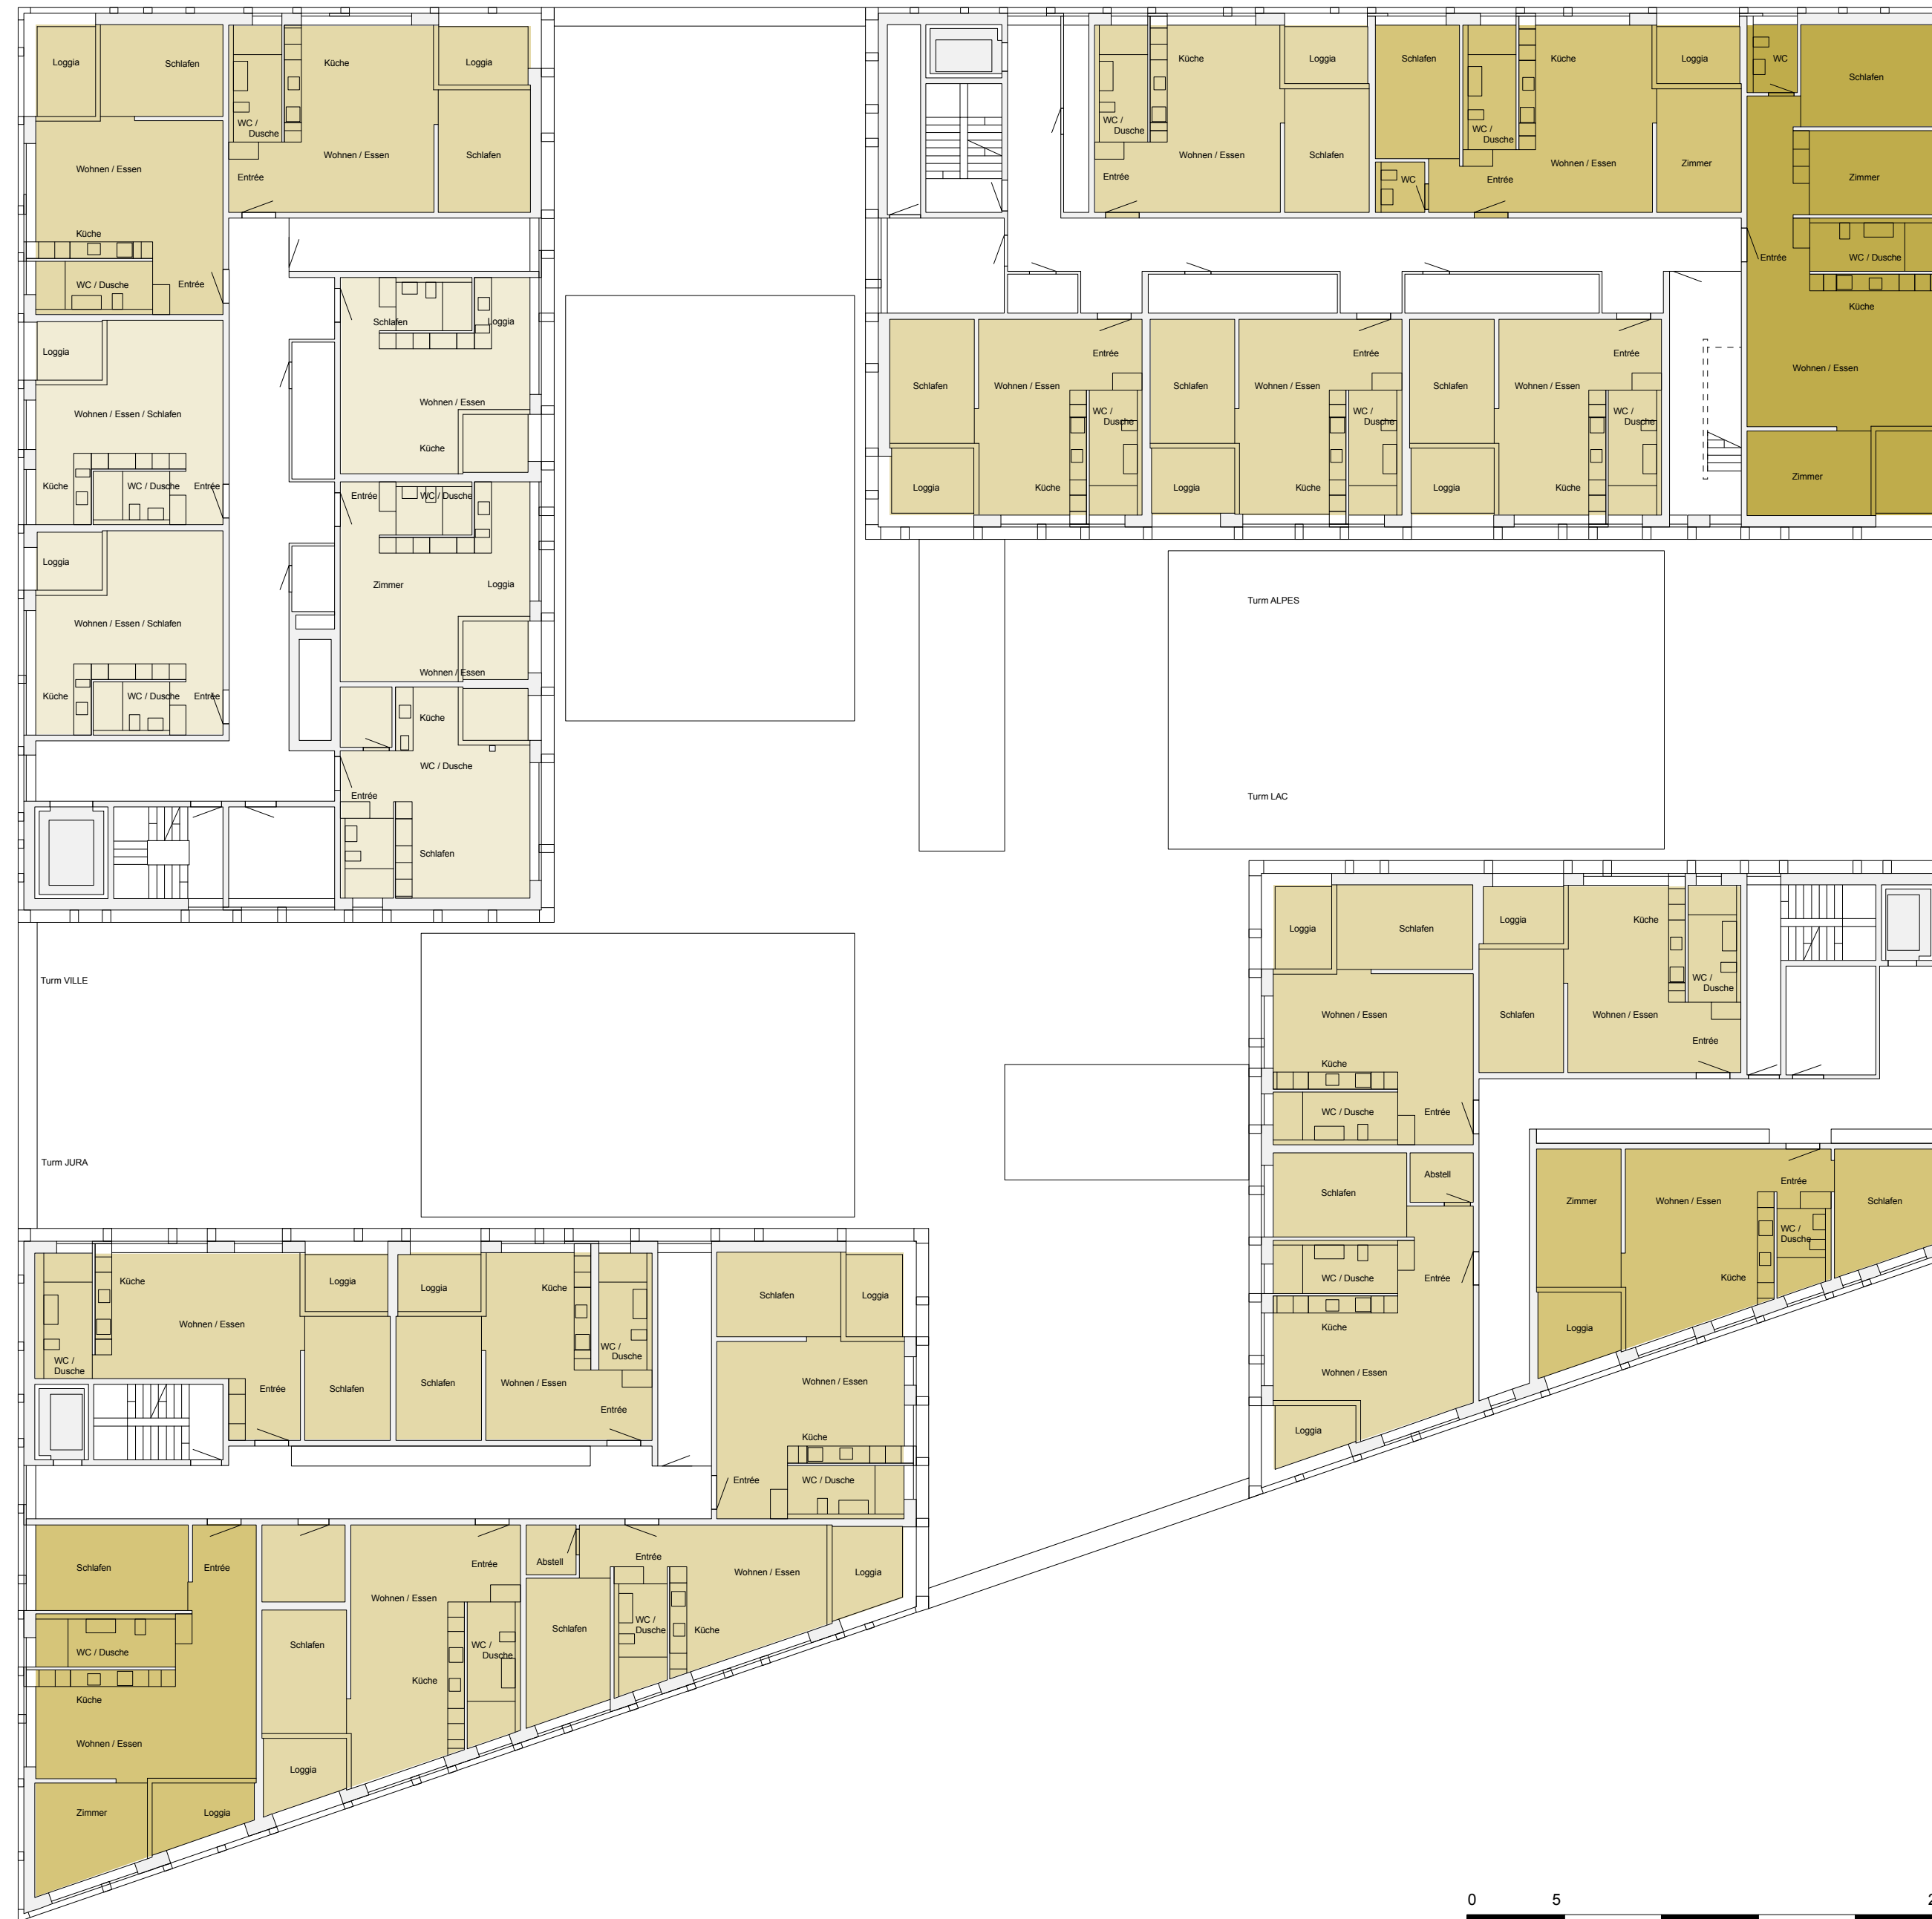 Loggia
Schlafen
Küche
Loggia
WC /
Dusche
Wohnen / Essen
Wohnen / Essen
Schlafen
Entrée
Küche
WC / Dusche
Entrée
Loggia
Wohnen / Essen / Schlafen
Küche
WC / Dusche
Entrée
Loggia
Wohnen / Essen / Schlafen
Küche
WC / Dusche
Entrée
Schlafen
Loggia
Wohnen / Essen
Küche
Entrée
WC / Dusche
Zimmer
Loggia
Wohnen / Essen
Küche
WC / Dusche
Entrée
Schlafen
Küche
Loggia
WC /
Dusche
Wohnen / Essen
Schlafen
Entrée
Schlafen
Küche
Loggia
WC /
Dusche
Wohnen / Essen
Zimmer
WC
Entrée
WC
Schlafen
Zimmer
Entrée
WC / Dusche
Küche
Wohnen / Essen
Zimmer
Entrée
Schlafen
Wohnen / Essen
WC /
Dusche
Loggia
Küche
Entrée
Schlafen
Wohnen / Essen
WC /
Dusche
Loggia
Küche
Entrée
Schlafen
Wohnen / Essen
WC /
Dusche
Loggia
Küche
Turm ALPES
Turm LAC
Turm VILLE
Turm JURA
Loggia
Schlafen
Wohnen / Essen
Küche
WC / Dusche
Entrée
Loggia
Küche
WC /
Dusche
Schlafen
Wohnen / Essen
Entrée
Abstell
Schlafen
WC / Dusche
Entrée
Küche
Wohnen / Essen
Loggia
Entrée
Zimmer
Wohnen / Essen
Schlafen
WC /
Dusche
Küche
Loggia
Küche
Loggia
Wohnen / Essen
WC /
Dusche
Entrée
Schlafen
Loggia
Küche
WC /
Dusche
Schlafen
Wohnen / Essen
Entrée
Schlafen
Loggia
Wohnen / Essen
Küche
Entrée
WC / Dusche
Schlafen
Entrée
WC / Dusche
Küche
Wohnen / Essen
Zimmer
Loggia
Entrée
Wohnen / Essen
Schlafen
WC /
Dusche
Küche
Loggia
Abstell
Entrée
Wohnen / Essen
Loggia
Schlafen
WC /
Dusche
Küche
0 5